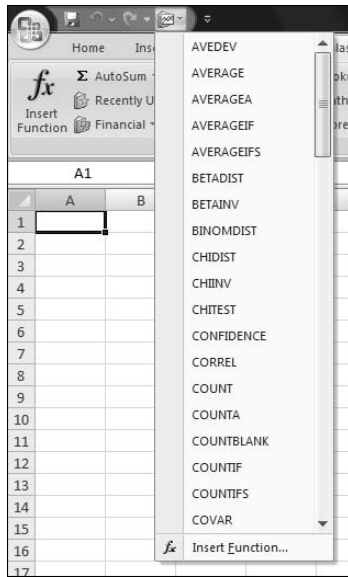 Home Inse
fx Σ AutoSum
Insert Function
Recently U
Financial
A1
A B
1
2
3
4
5
6
7
8
9
10
11
12
13
14
15
16
17
AVEDEV
AVERAGE
AVERAGEA
AVERAGEIF
AVERAGEIFS
BETADIST
BETAINV
BINOMDIST
CHIDIST
CHIINV
CHITEST
CONFIDENCE
CORREL
COUNT
COUNTA
COUNTBLANK
COUNTIF
COUNTIFS
COVAR
fx Insert Function...